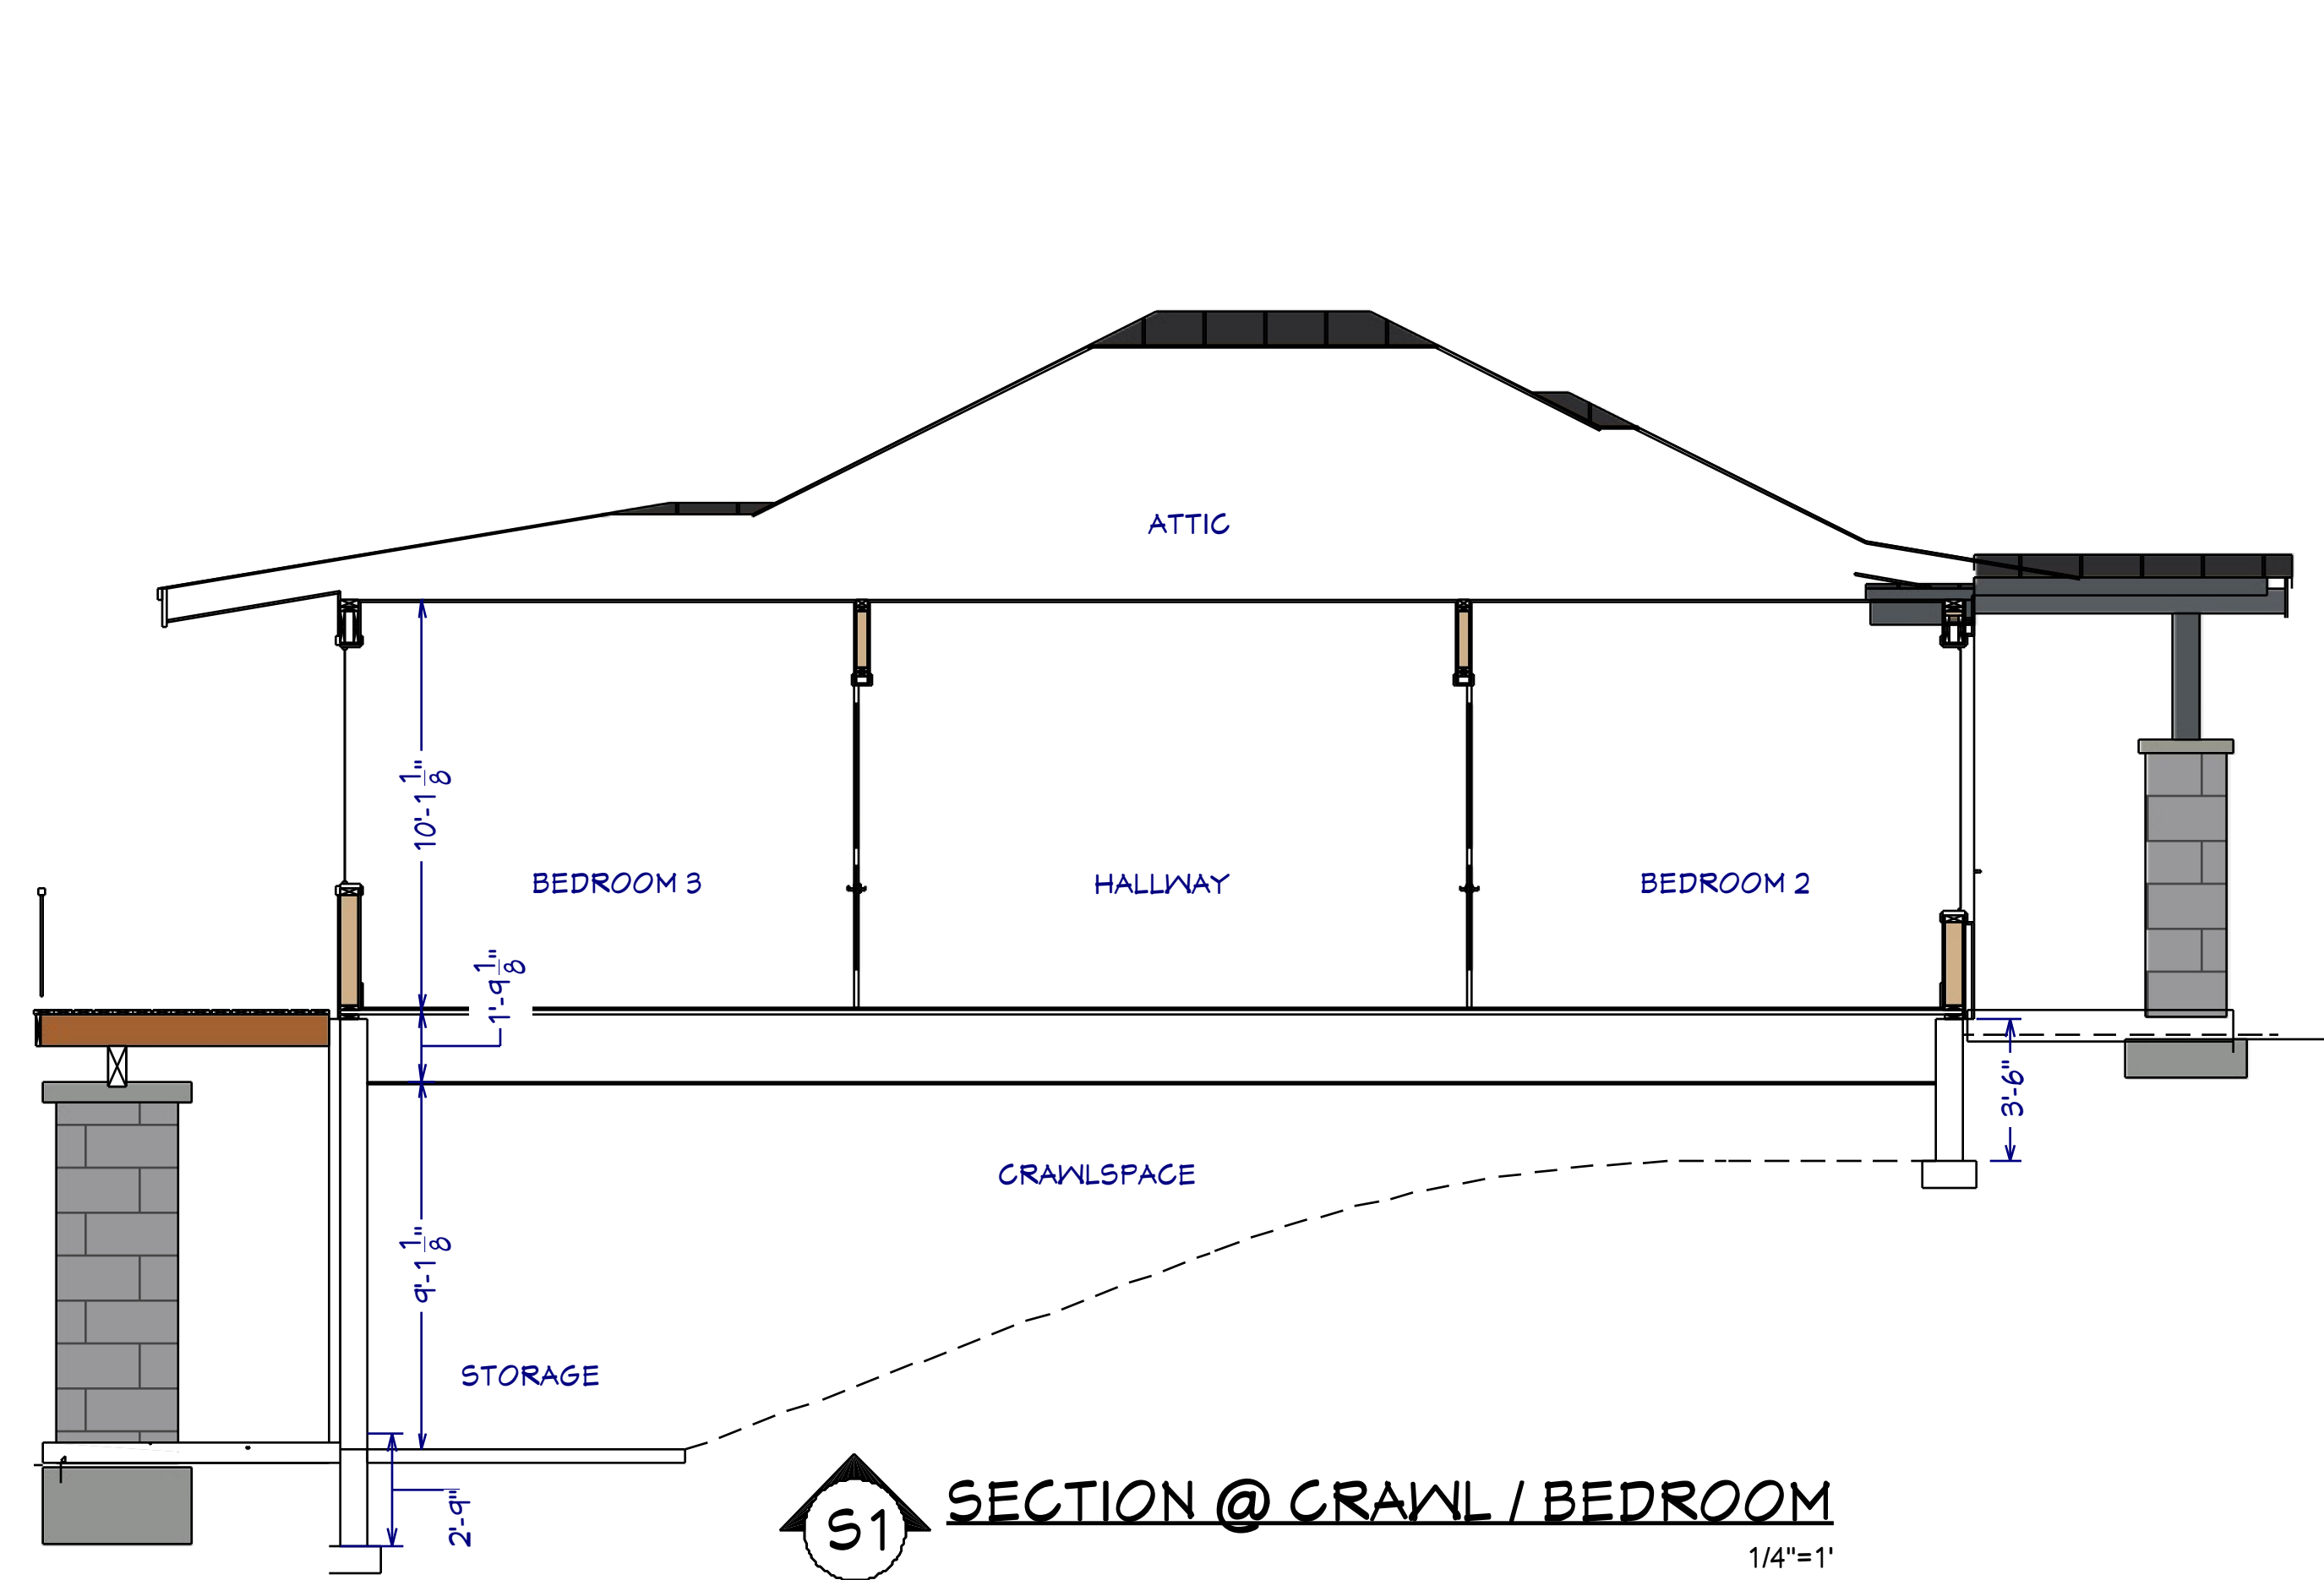 ATTIC
10'-1 1/8"
BEDROOM 3
HALLWAY
BEDROOM 2
1'-9 1/8"
3'-6"
CRAWLSPACE
9'-1 1/8"
STORAGE
2'-9"
S1
SECTION @ CRAWL / BEDROOM
1/4"=1'